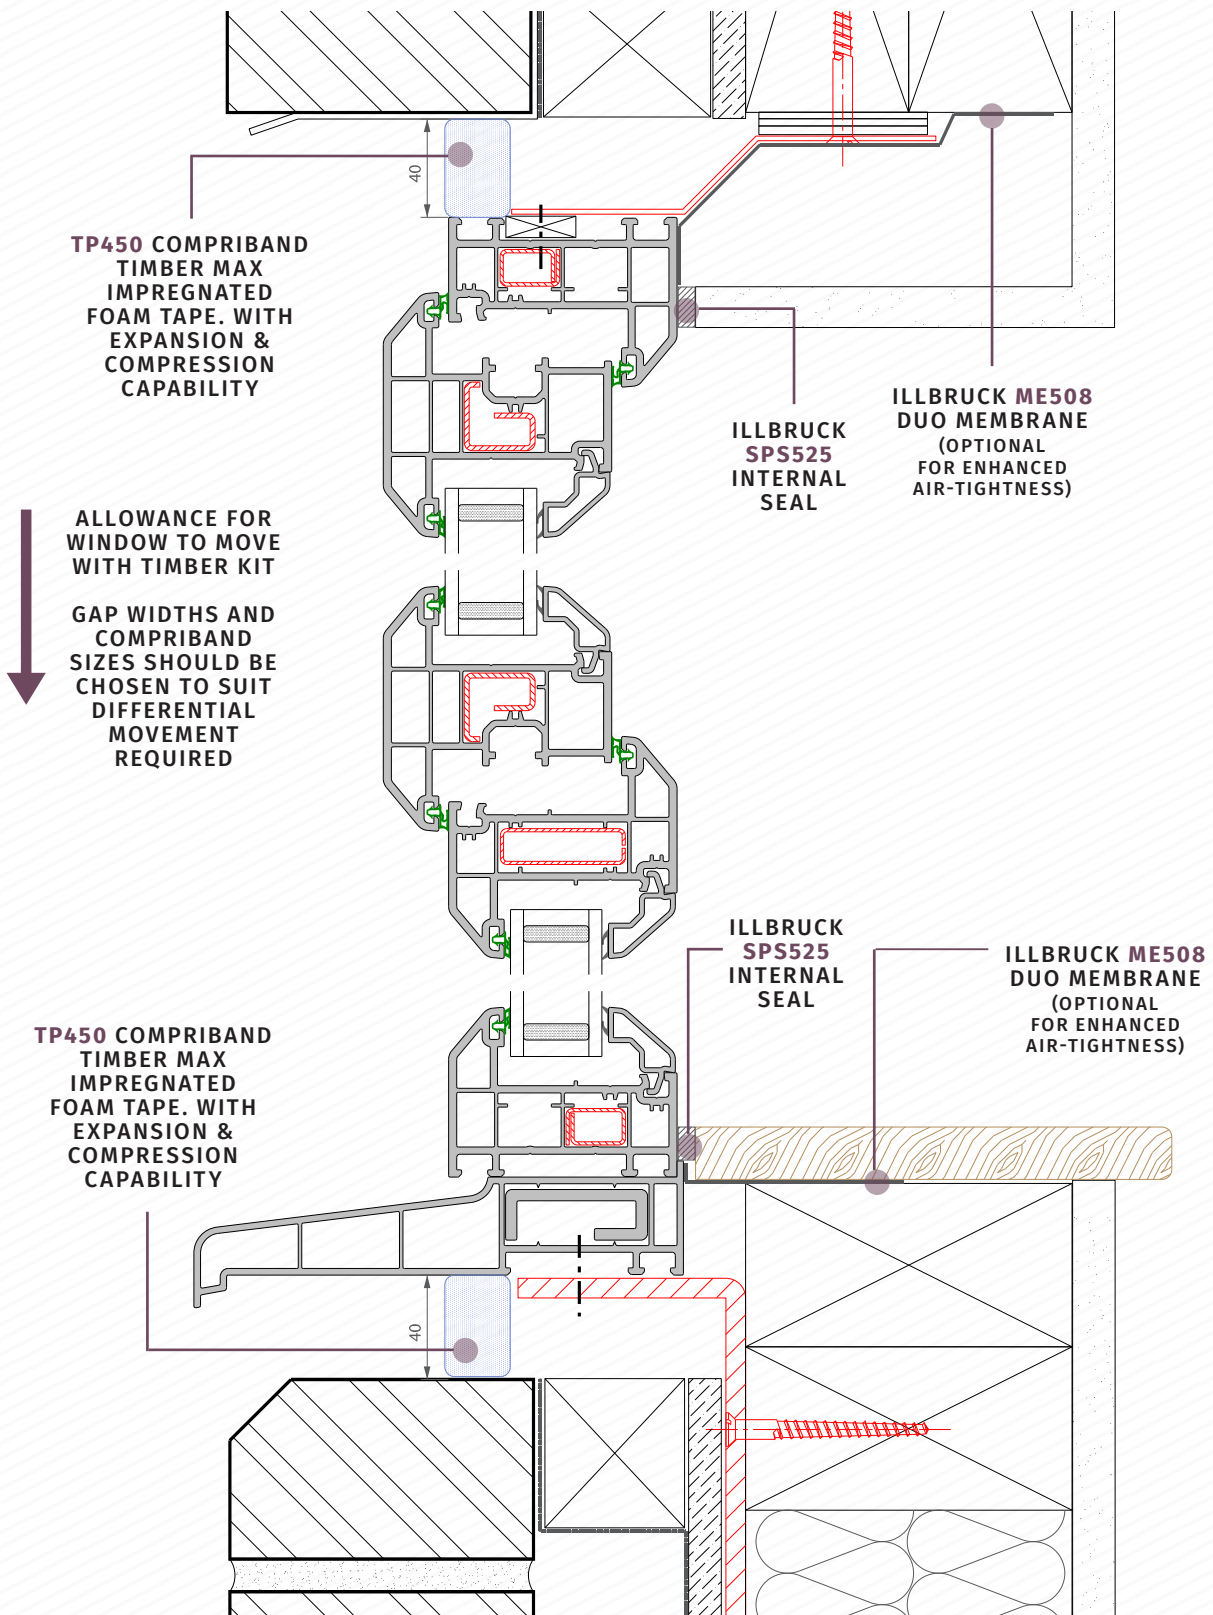 40
TP450 COMPRIBAND
TIMBER MAX
IMPREGNATED
FOAM TAPE. WITH
EXPANSION &
COMPRESSION
CAPABILITY
ILLBRUCK
SPS525
INTERNAL
SEAL
ILLBRUCK ME508
DUO MEMBRANE
(OPTIONAL
FOR ENHANCED
AIR-TIGHTNESS)
ALLOWANCE FOR
WINDOW TO MOVE
WITH TIMBER KIT
GAP WIDTHS AND
COMPRIBAND
SIZES SHOULD BE
CHOSEN TO SUIT
DIFFERENTIAL
MOVEMENT
REQUIRED
ILLBRUCK
SPS525
INTERNAL
SEAL
ILLBRUCK ME508
DUO MEMBRANE
(OPTIONAL
FOR ENHANCED
AIR-TIGHTNESS)
TP450 COMPRIBAND
TIMBER MAX
IMPREGNATED
FOAM TAPE. WITH
EXPANSION &
COMPRESSION
CAPABILITY
40